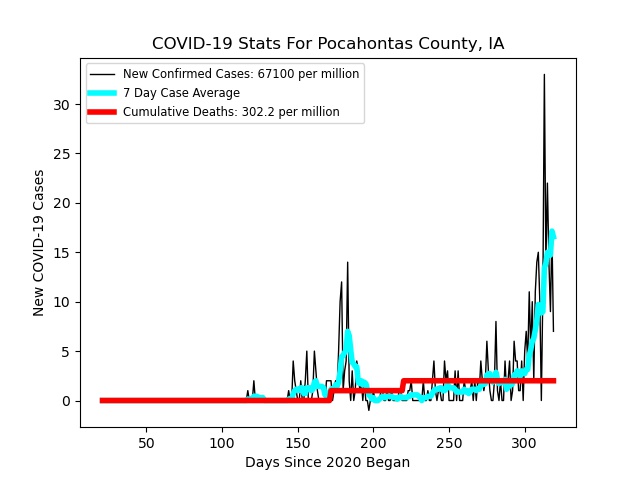 COVID-19 Stats For Pocahontas County, IA
New Confirmed Cases: 67100 per million
7 Day Case Average
Cumulative Deaths: 302.2 per million
New COVID-19 Cases
30
25
20
15
10
5
0
50 100 150 200 250 300
Days Since 2020 Began